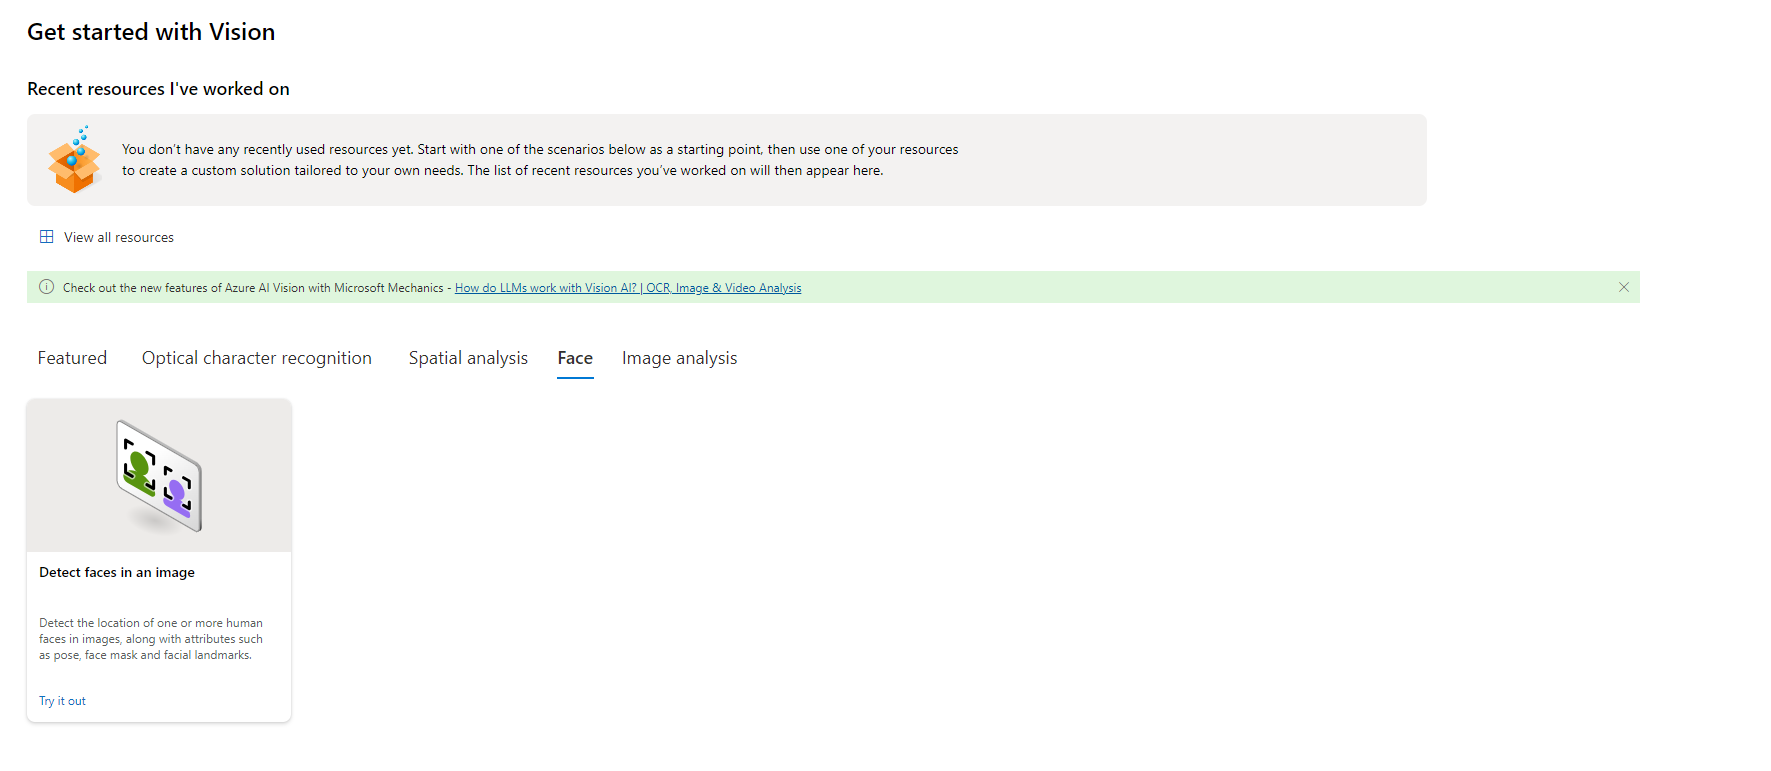 Get started with Vision
Recent resources I've worked on
You don't have any recently used resources yet. Start with one of the scenarios below as a starting point, then use one of your resources
to create a custom solution tailored to your own needs. The list of recent resources you've worked on will then appear here.
View all resources
Check out the new features of Azure AI Vision with Microsoft Mechanics - How do LLMs work with Vision AI? | OCR, Image & Video Analysis
Featured Optical character recognition Spatial analysis Face Image analysis
Detect faces in an image
Detect the location of one or more human
faces in images, along with attributes such
as pose, face mask and facial landmarks.
Try it out